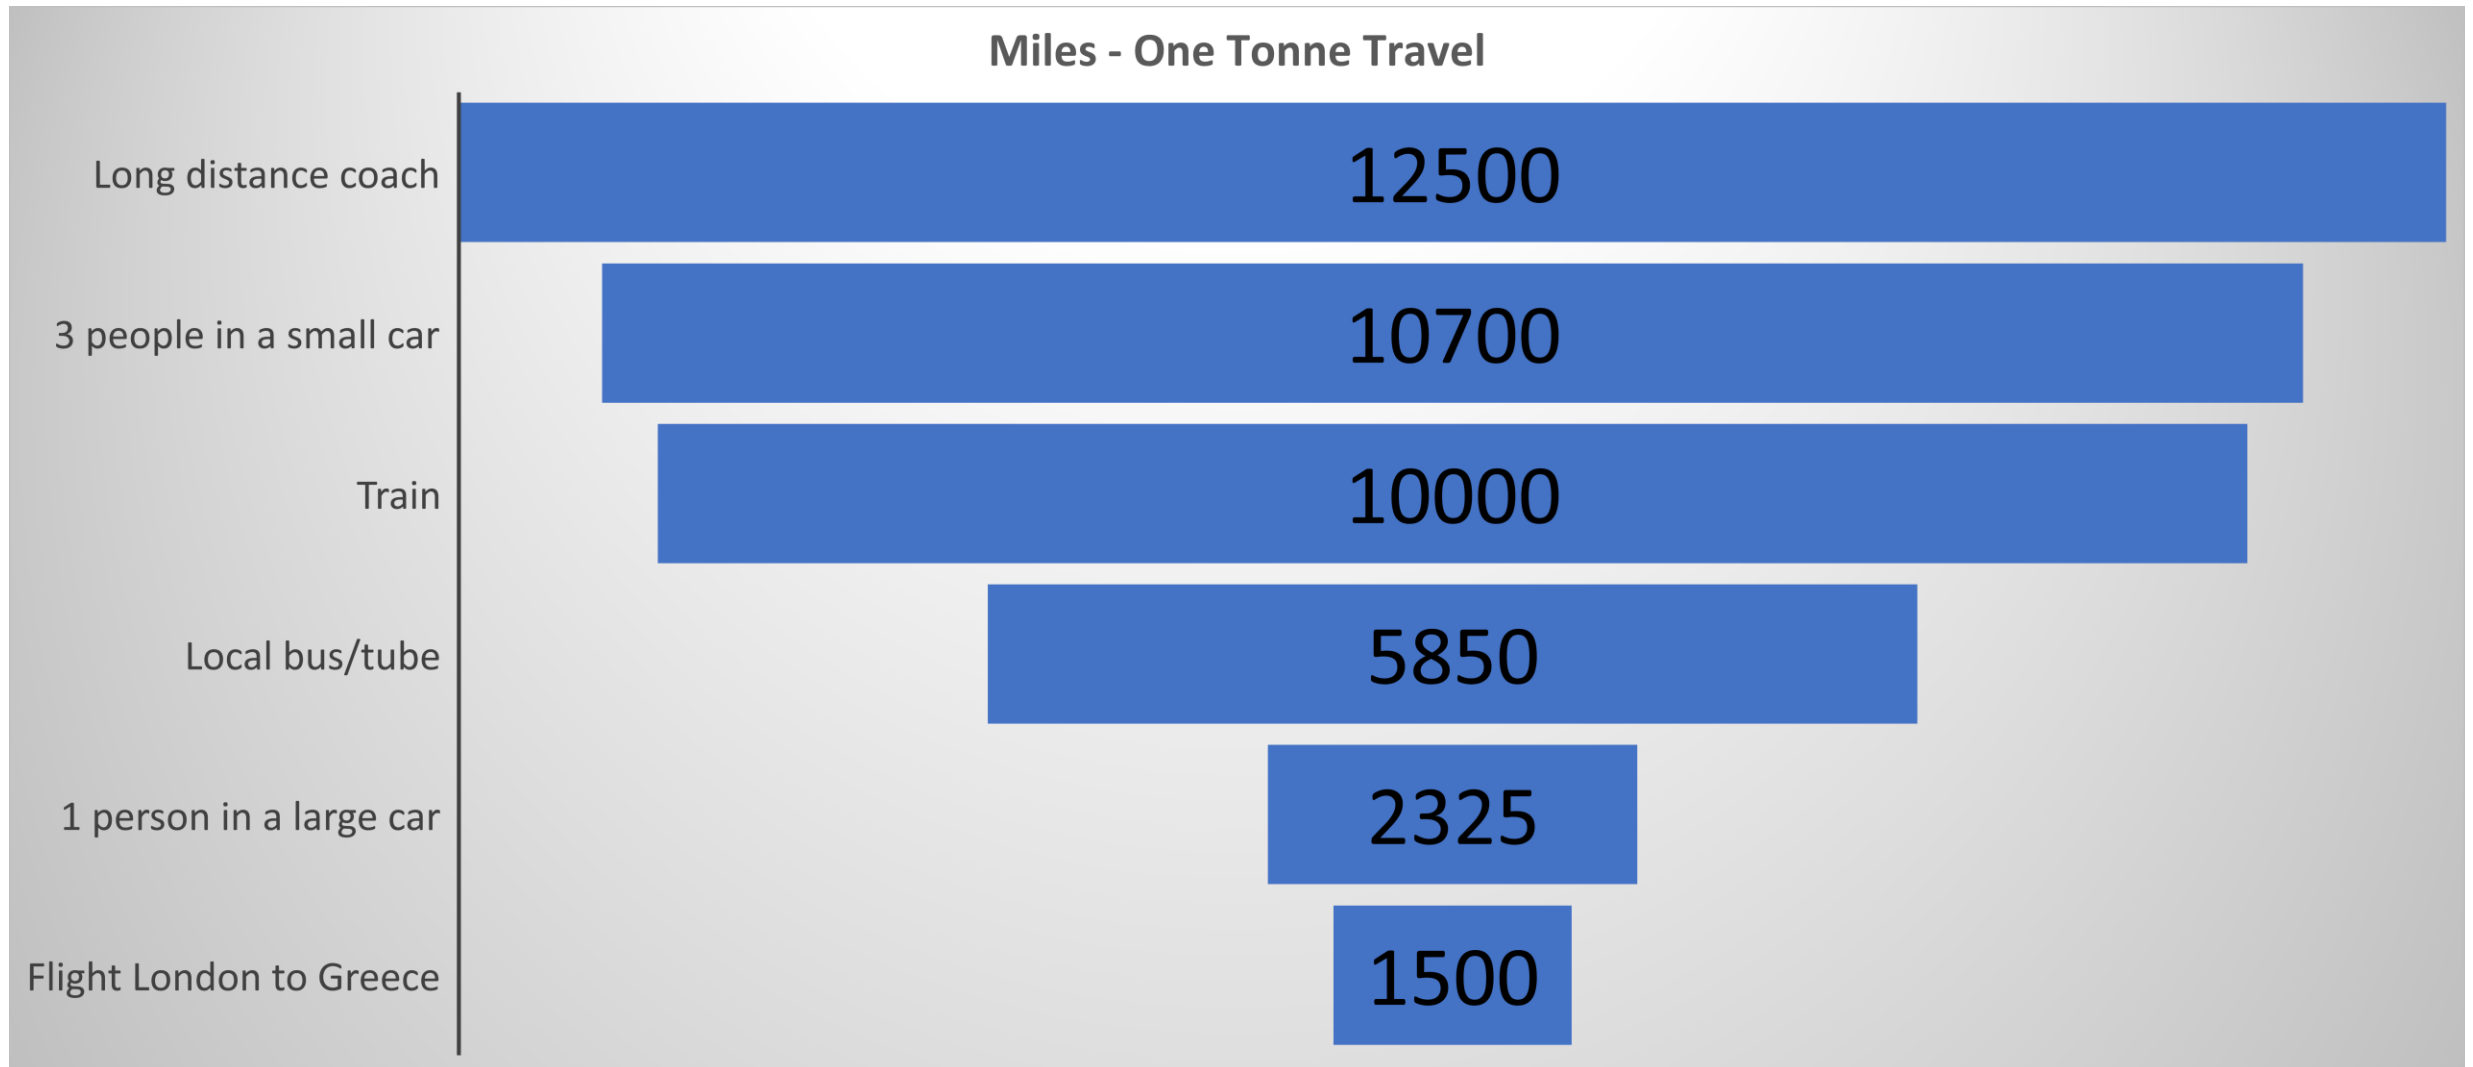 Miles - One Tonne Travel
Long distance coach 12500
3 people in a small car 10700
Train 10000
Local bus/tube 5850
1 person in a large car 2325
Flight London to Greece 1500